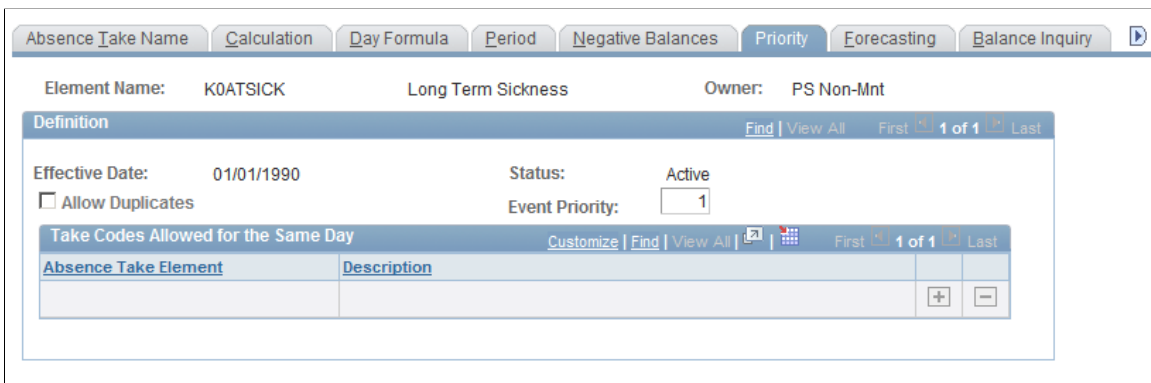 Absence Take Name Calculation Day Formula Period Negative Balances Priority Forecasting Balance Inquiry
Element Name: K0ATSICK Long Term Sickness Owner: PS Non-Mnt
Definition Find | View All First 1 of 1 Last
Effective Date: 01/01/1990 Status: Active
Allow Duplicates Event Priority: 1
Take Codes Allowed for the Same Day Customize | Find | View All | | First 1 of 1 Last
Absence Take Element Description